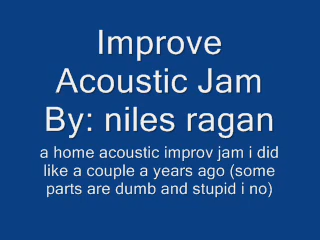 Improve
Acoustic Jam
By: niles ragan
a home acoustic improv jam i did
like a couple a years ago (some
parts are dumb and stupid i no)